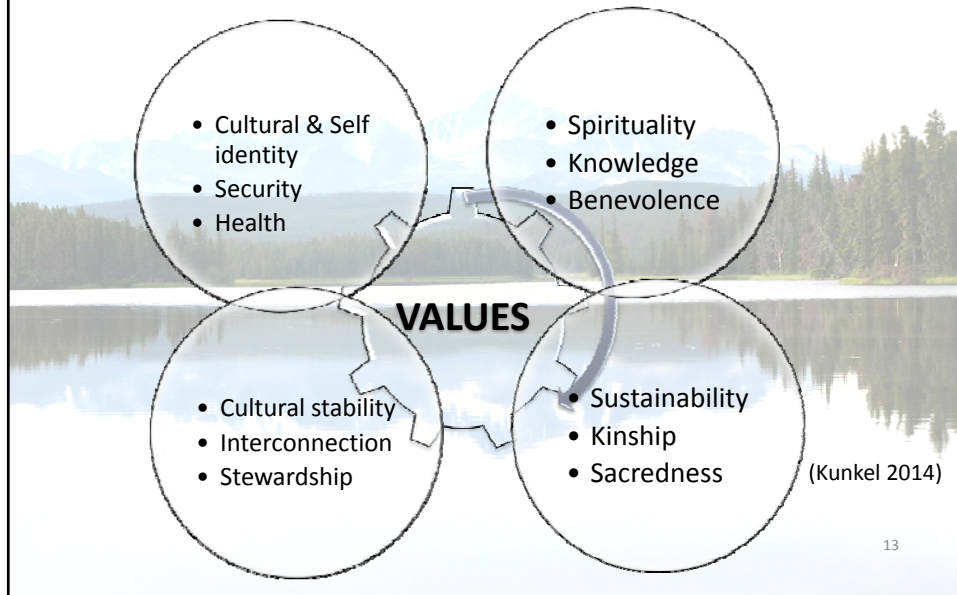 • Cultural & Self
identity
• Security
• Health
• Spirituality
• Knowledge
• Benevolence
VALUES
• Cultural stability
• Interconnection
• Stewardship
• Sustainability
• Kinship
• Sacredness
(Kunkel 2014)
13